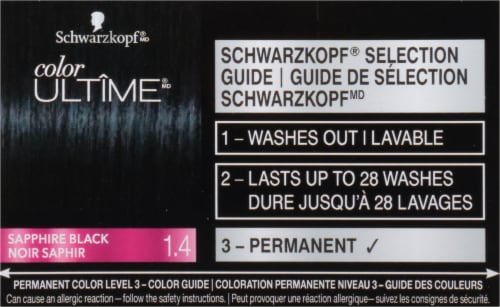 Schwarzkopf®MD
color
ULTÎME®MD
SAPPHIRE BLACK
NOIR SAPHIR
1.4
SCHWARZKOPF® SELECTION
GUIDE | GUIDE DE SÉLECTION
SCHWARZKOPFMD
1 – WASHES OUT I LAVABLE
2 – LASTS UP TO 28 WASHES
DURE JUSQU'À 28 LAVAGES
3 – PERMANENT ✓
PERMANENT COLOR LEVEL 3 – COLOR GUIDE | COLORATION PERMANENTE NIVEAU 3 – GUIDE DES COULEURS
Can cause an allergic reaction – follow the safety instructions. | Peut provoquer une réaction allergique– suivez les consignes de sécurité.